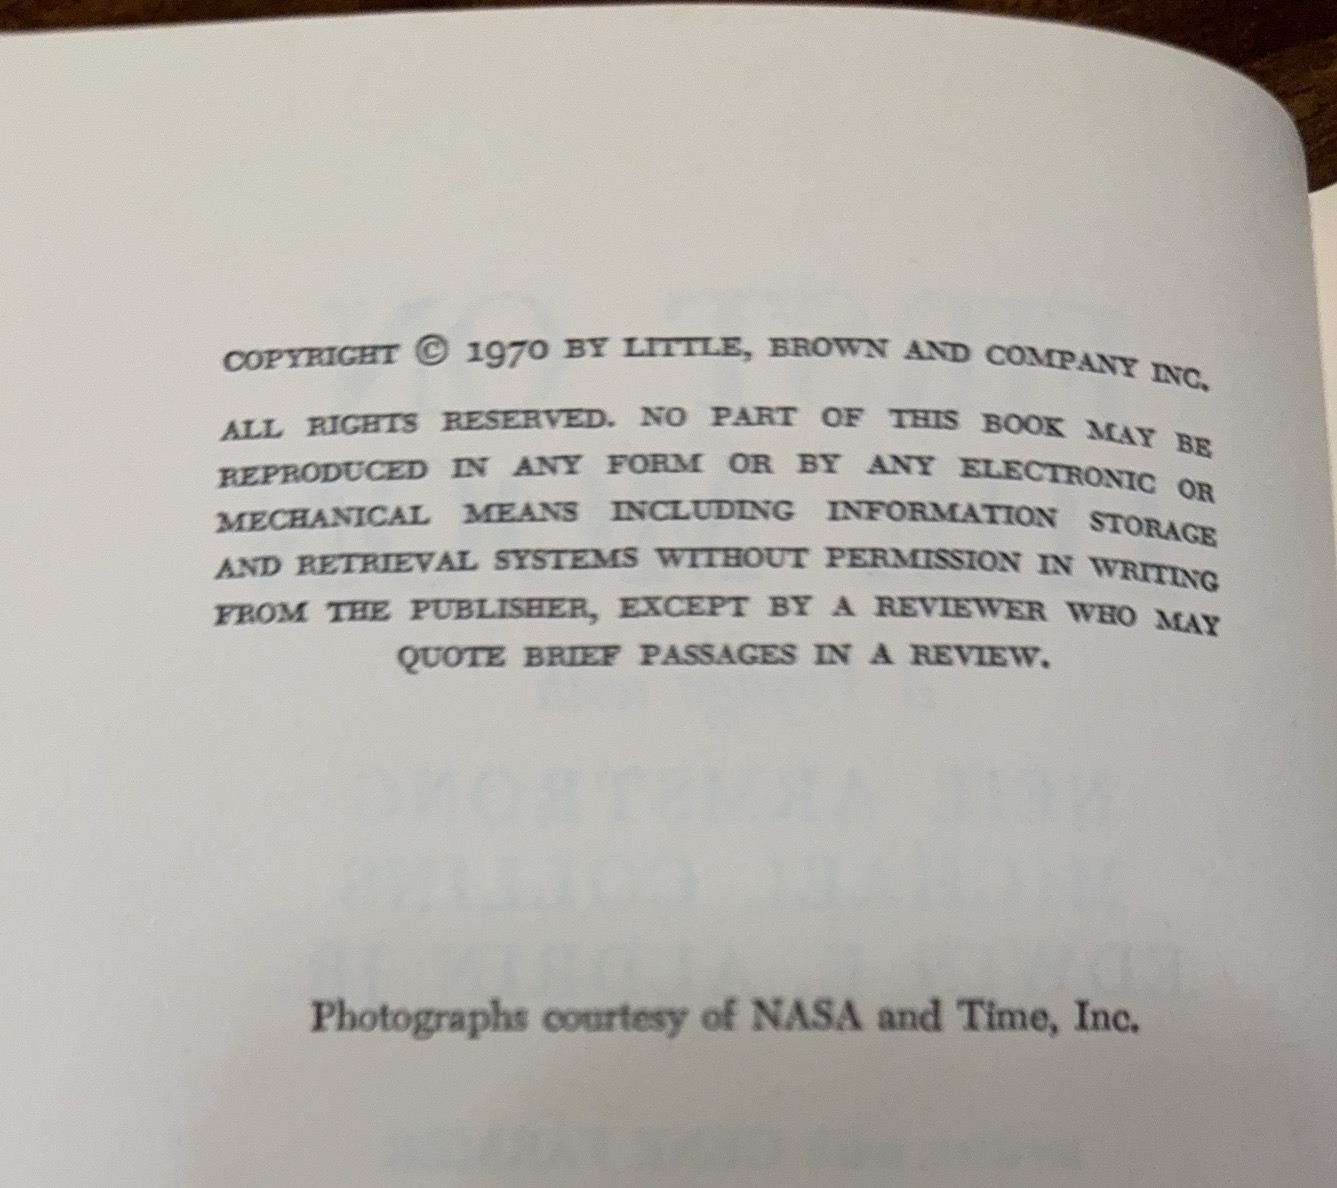 COPYRIGHT © 1970 BY LITTLE, BROWN AND COMPANY INC.
ALL RIGHTS RESERVED. NO PART OF THIS BOOK MAY BE
REPRODUCED IN ANY FORM OR BY ANY ELECTRONIC OR
MECHANICAL MEANS INCLUDING INFORMATION STORAGE
AND RETRIEVAL SYSTEMS WITHOUT PERMISSION IN WRITING
FROM THE PUBLISHER, EXCEPT BY A REVIEWER WHO MAY
QUOTE BRIEF PASSAGES IN A REVIEW.
Photographs courtesy of NASA and Time, Inc.